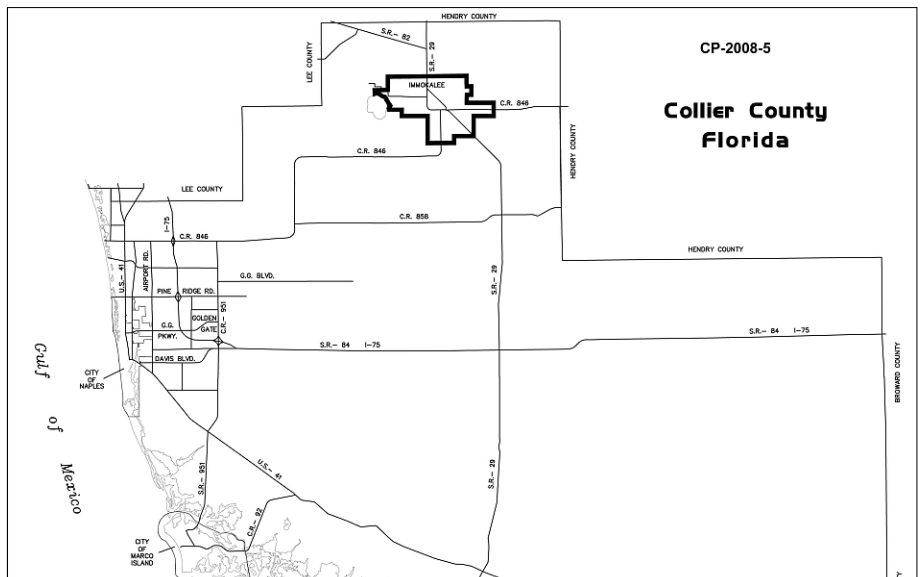 HENDRY COUNTY
S.R.- 82
S.R.- 29
LEE COUNTY
CP-2008-5
IMMOKALEE
C.R. 846
Collier County
Florida
HENDRY COUNTY
C.R. 846
LEE COUNTY
I-75
C.R. 858
C.R. 846
HENDRY COUNTY
U.S.- 41
AIRPORT RD.
G.G. BLVD.
S.R.- 29
PINE RIDGE RD.
C.R.- 951
GOLDEN
GATE
G.G.
PKWY.
S.R.- 84 I-75
S.R.- 84 I-75
DAVIS BLVD.
CITY
OF
NAPLES
BROWARD COUNTY
Gulf
of
Mexico
S.R.- 951
U.S.- 41
S.R.- 29
C.R.- 92
CITY
OF
MARCO
ISLAND